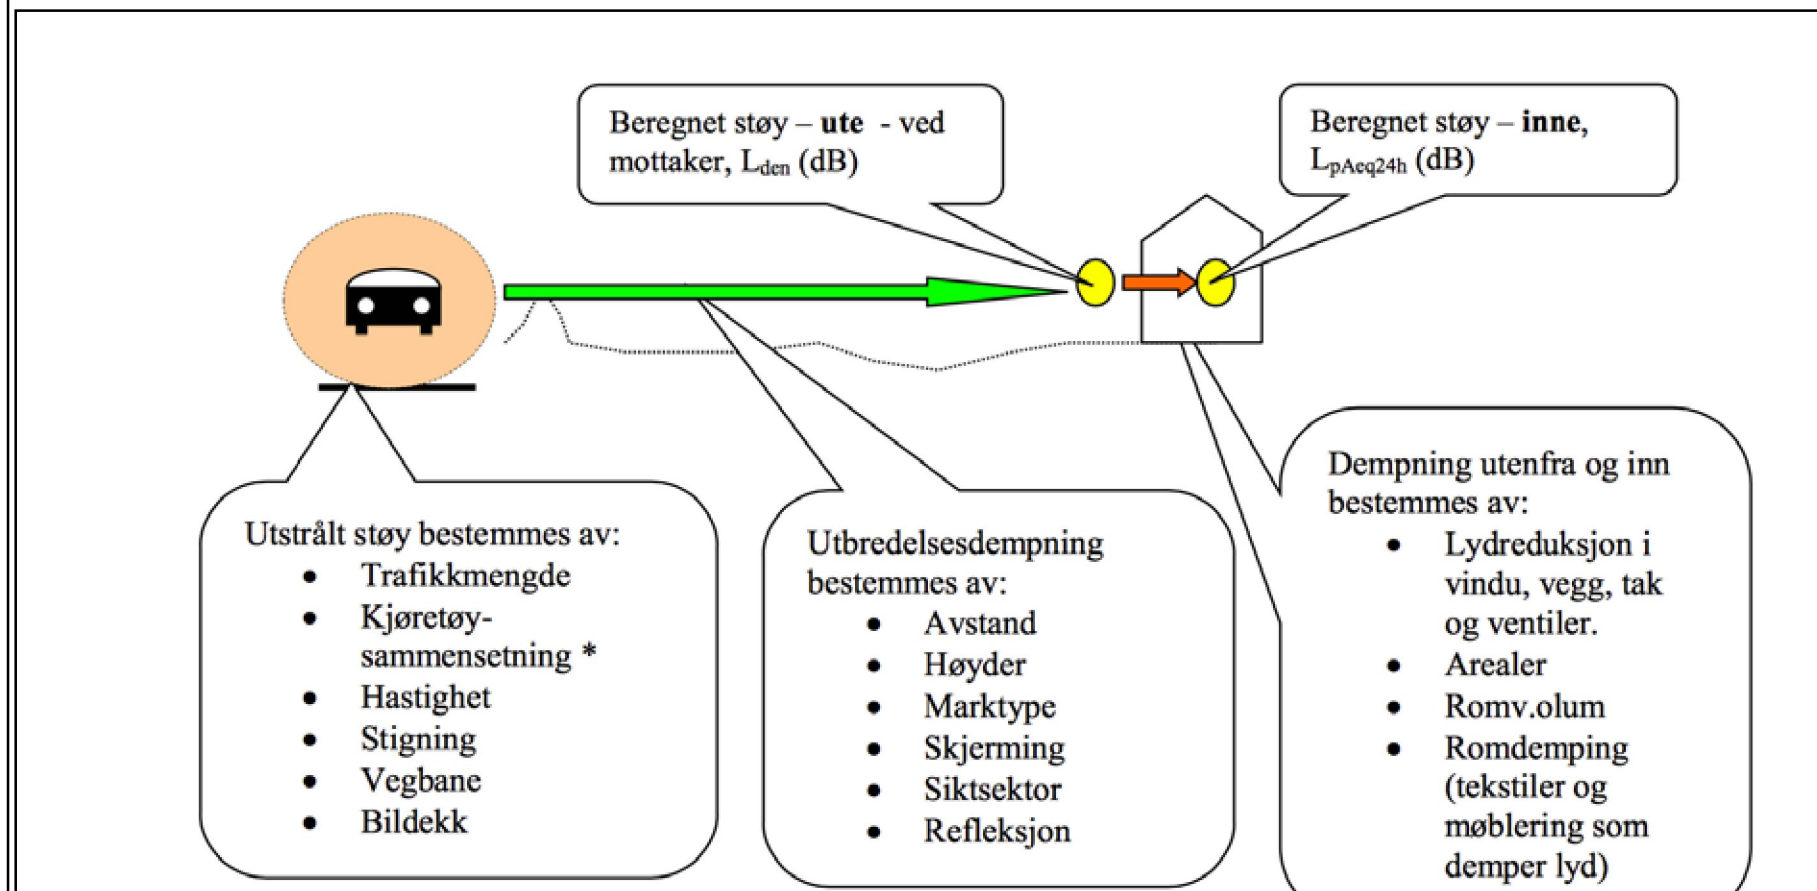 Beregnet støy – ute - ved
mottaker, Lden (dB)
Beregnet støy – inne,
LpAeq24h (dB)
Utstrålt støy bestemmes av:
• Trafikkmengde
• Kjøretøy-
sammensetning *
• Hastighet
• Stigning
• Vegbane
• Bildekk
Utbredelsesdempning
bestemmes av:
• Avstand
• Høyder
• Marktype
• Skjerming
• Siktsektor
• Refleksjon
Dempning utenfra og inn
bestemmes av:
• Lydreduksjon i
vindu, vegg, tak
og ventiler.
• Arealer
• Romv.olum
• Romdemping
(tekstiler og
møblering som
demper lyd)